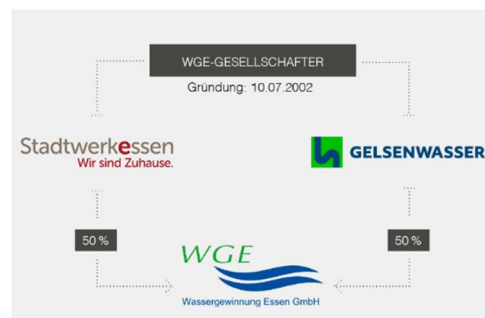 WGE-GESELLSCHAFTER
Gründung: 10.07.2002
Stadtwerkessen
Wir sind Zuhause.
GELSENWASSER
50 %
50 %
WGE
Wassergewinnung Essen GmbH